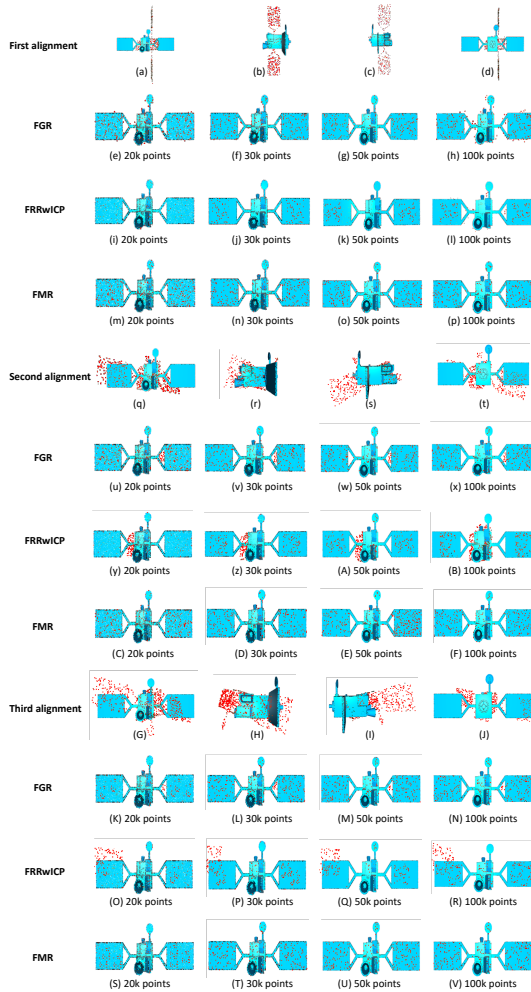 First alignment
(a) (b) (c) (d)
FGR
(e) 20k points (f) 30k points (g) 50k points (h) 100k points
FRRwICP
(i) 20k points (j) 30k points (k) 50k points (l) 100k points
FMR
(m) 20k points (n) 30k points (o) 50k points (p) 100k points
Second alignment
(q) (r) (s) (t)
FGR
(u) 20k points (v) 30k points (w) 50k points (x) 100k points
FRRwICP
(y) 20k points (z) 30k points (A) 50k points (B) 100k points
FMR
(C) 20k points (D) 30k points (E) 50k points (F) 100k points
Third alignment
(G) (H) (I) (J)
FGR
(K) 20k points (L) 30k points (M) 50k points (N) 100k points
FRRwICP
(O) 20k points (P) 30k points (Q) 50k points (R) 100k points
FMR
(S) 20k points (T) 30k points (U) 50k points (V) 100k points